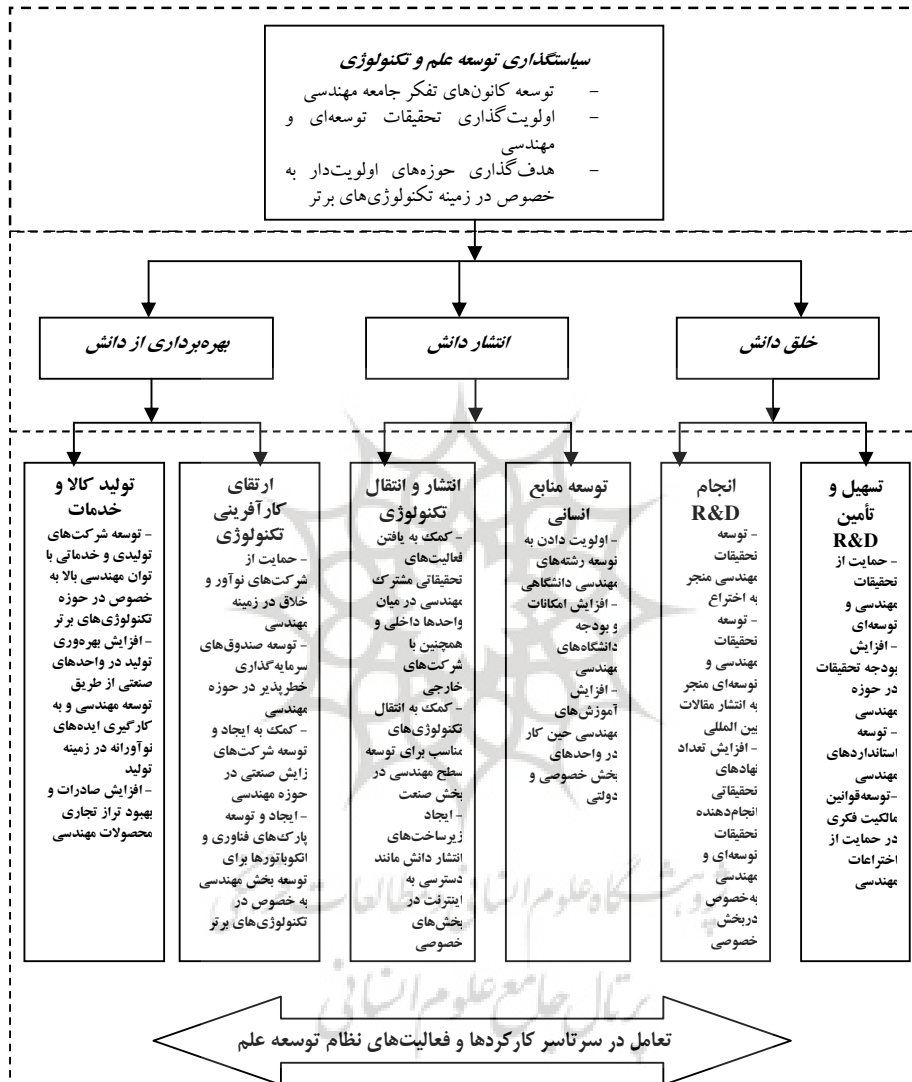 سیاستگذاری توسعه علم و تکنولوژی
- توسعه کانون‌های تفکر جامعه مهندسی
- اولویت‌گذاری تحقیقات توسعه‌ای و
مهندسی
- هدف‌گذاری حوزه‌های اولویت‌دار به
خصوص در زمینه تکنولوژی‌های برتر
خلق دانش
انتشار دانش
بهره‌برداری از دانش
تسهیل و
تأمین
R&D
- حمایت از
تحقیقات
مهندسی و
توسعه‌ای
- افزایش
بودجه تحقیقات
در حوزه
مهندسی
- توسعه
استانداردهای
مهندسی
-توسعه‌قوانین
مالکیت فکری
در حمایت از
اختراعات
مهندسی
انجام
R&D
- توسعه
تحقیقات
مهندسی منجر
به اختراع
- توسعه
تحقیقات
مهندسی و
توسعه‌ای منجر
به انتشار مقالات
بین المللی
- افزایش تعداد
نهادهای
تحقیقاتی
انجام‌دهنده
تحقیقات
توسعه‌ای و
مهندسی
به‌خصوص
دربخش
خصوصی
توسعه منابع
انسانی
- اولویت دادن به
توسعه رشته‌های
مهندسی دانشگاهی
- افزایش امکانات
و بودجه
دانشگاه‌های
مهندسی
- افزایش
آموزش‌های
مهندسی حین کار
در واحدهای
بخش خصوصی و
دولتی
انتشار و انتقال
تکنولوژی
- کمک به یافتن
فعالیت‌های
تحقیقاتی مشترک
مهندسی در میان
واحدها داخلی و
همچنین با
شرکت‌های
خارجی
- کمک به انتقال
تکنولوژی‌های
مناسب برای توسعه
سطح مهندسی در
بخش صنعت
- ایجاد
زیرساخت‌های
انتشار دانش مانند
دسترسی به
اینترنت در
بخش‌های
خصوصی
ارتقای
کارآفرینی
تکنولوژی
- حمایت از
شرکت‌های نوآور و
خلاق در زمینه
مهندسی
- توسعه صندوق‌های
سرمایه‌گذاری
خطرپذیر در حوزه
مهندسی
- کمک به ایجاد و
توسعه شرکت‌های
زایش صنعتی در
حوزه مهندسی
- ایجاد و توسعه
پارک‌های فناوری و
انکوباتورها برای
توسعه بخش مهندسی
به خصوص در
تکنولوژی‌های برتر
تولید کالا و
خدمات
- توسعه شرکت‌های
تولیدی و خدماتی با
توان مهندسی بالا به
خصوص در حوزه
تکنولوژی‌های برتر
- افزایش بهره‌وری
تولید در واحدهای
صنعتی از طریق
توسعه مهندسی و به
کارگیری ایده‌های
نوآورانه در زمینه
تولید
- افزایش صادرات و
بهبود تراز تجاری
محصولات مهندسی
پژوهشگاه علوم انسانی و مطالعات فرهنگی
پرتال جامع علوم انسانی
تعامل در سرتاسر کارکردها و فعالیت‌های نظام توسعه علم